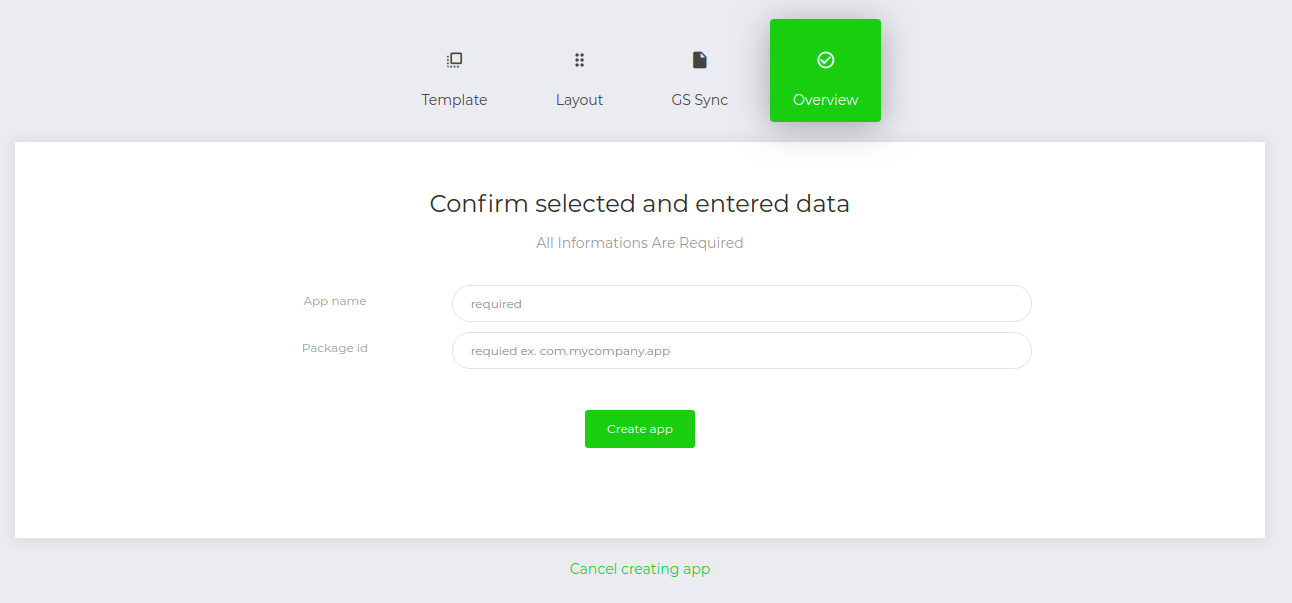 Template
Layout
GS Sync
Overview
Confirm selected and entered data
All Informations Are Required
App name
required
Package id
requied ex. com.mycompany.app
Create app
Cancel creating app